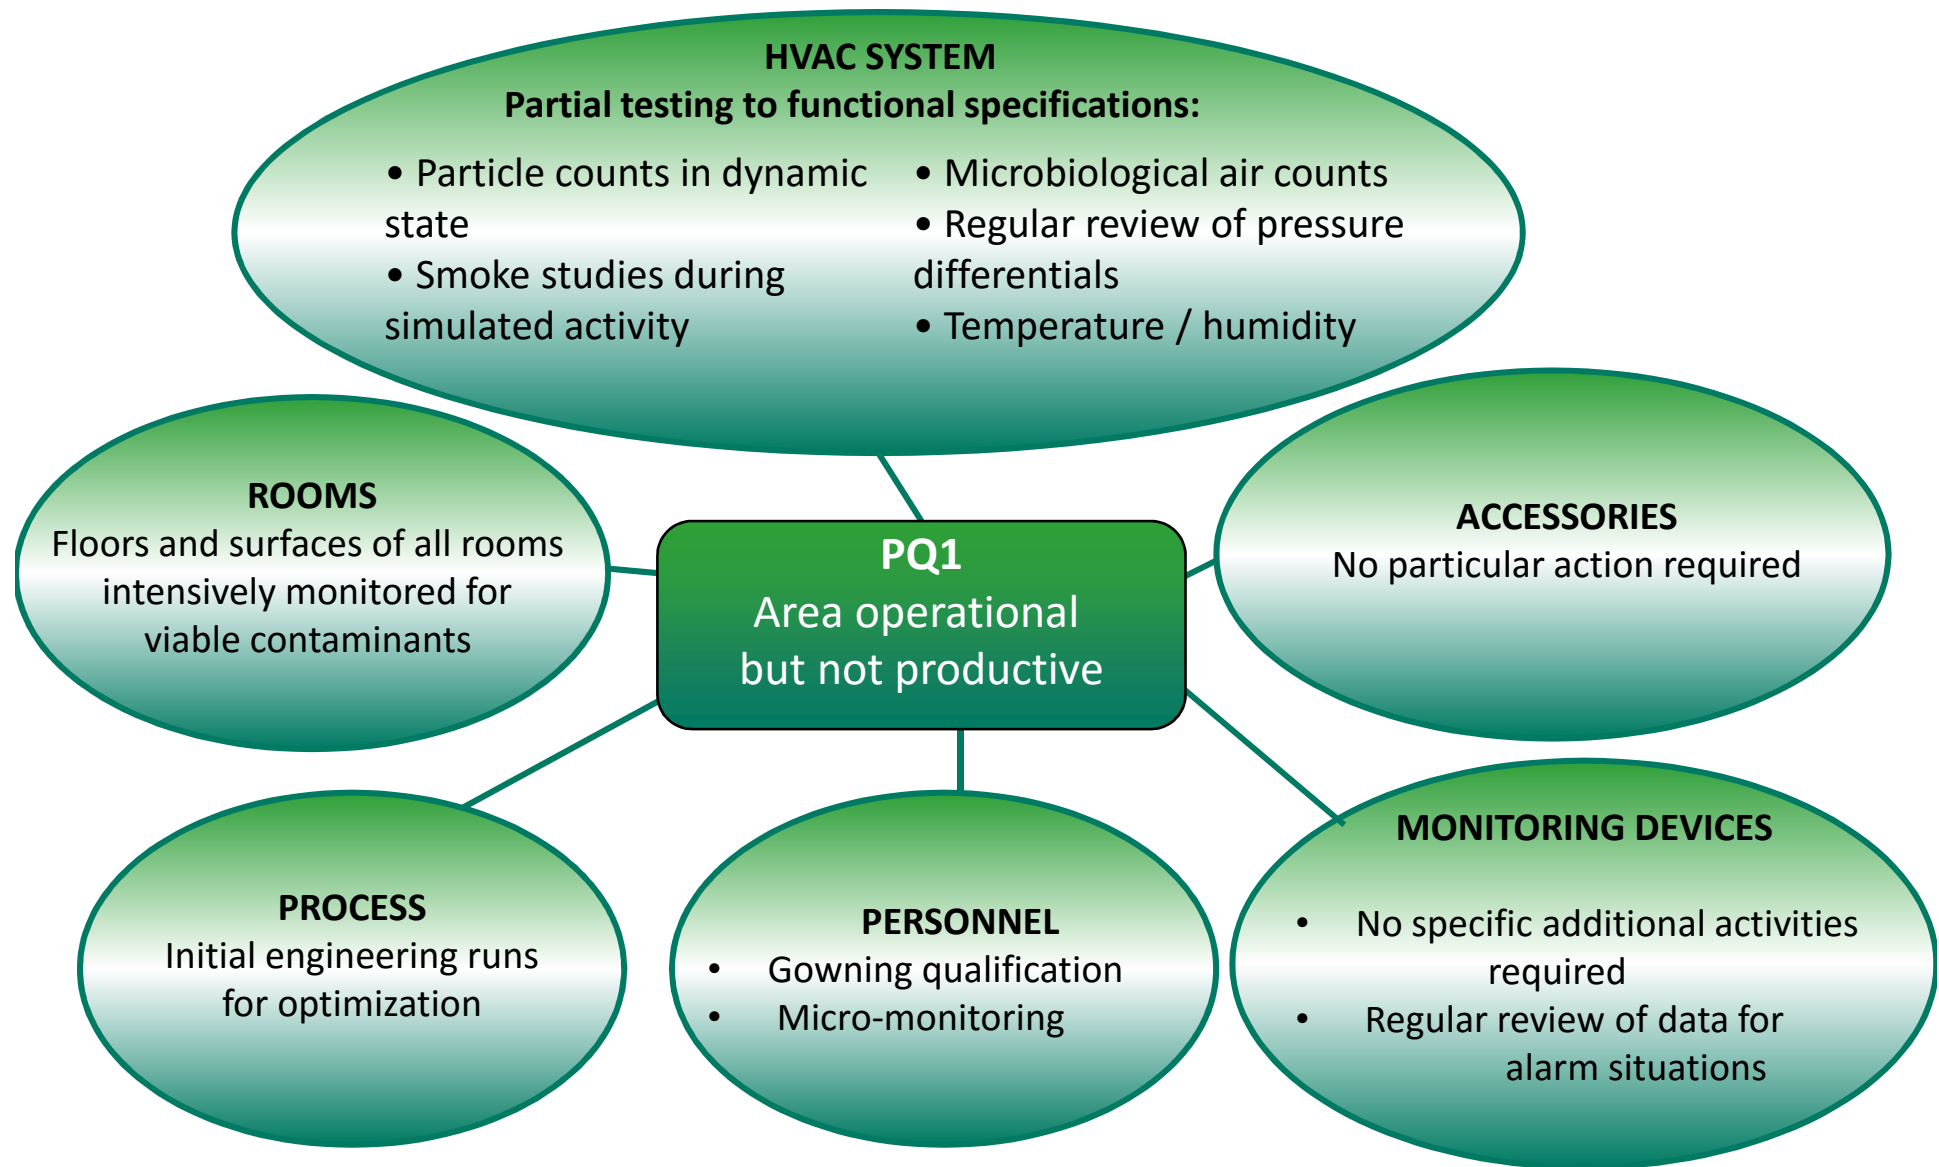 HVAC SYSTEM
Partial testing to functional specifications:
• Particle counts in dynamic
state
• Smoke studies during
simulated activity
• Microbiological air counts
• Regular review of pressure
differentials
• Temperature / humidity
ROOMS
Floors and surfaces of all rooms
intensively monitored for
viable contaminants
PQ1
Area operational
but not productive
ACCESSORIES
No particular action required
PROCESS
Initial engineering runs
for optimization
PERSONNEL
• Gowning qualification
• Micro-monitoring
MONITORING DEVICES
• No specific additional activities
required
• Regular review of data for
alarm situations